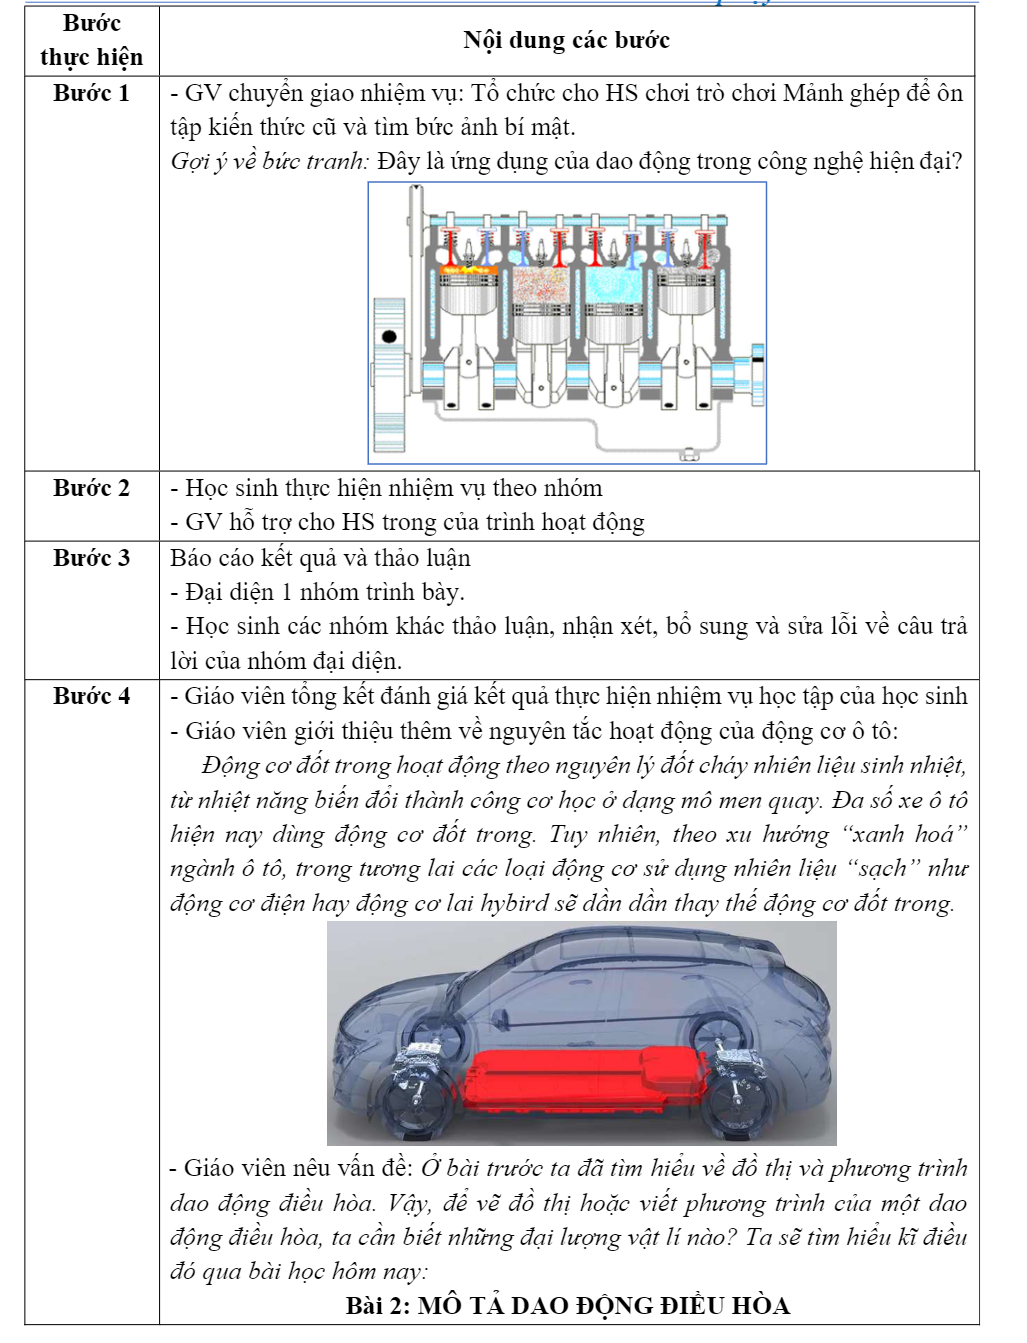 Bước
thực hiện
Nội dung các bước
Bước 1
- GV chuyển giao nhiệm vụ: Tổ chức cho HS chơi trò chơi Mảnh ghép để ôn
tập kiến thức cũ và tìm bức ảnh bí mật.
Gợi ý về bức tranh: Đây là ứng dụng của dao động trong công nghệ hiện đại?
Bước 2
- Học sinh thực hiện nhiệm vụ theo nhóm
- GV hỗ trợ cho HS trong của trình hoạt động
Bước 3
Báo cáo kết quả và thảo luận
- Đại diện 1 nhóm trình bày.
- Học sinh các nhóm khác thảo luận, nhận xét, bổ sung và sửa lỗi về câu trả
lời của nhóm đại diện.
Bước 4
- Giáo viên tổng kết đánh giá kết quả thực hiện nhiệm vụ học tập của học sinh
- Giáo viên giới thiệu thêm về nguyên tắc hoạt động của động cơ ô tô:
Động cơ đốt trong hoạt động theo nguyên lý đốt cháy nhiên liệu sinh nhiệt,
từ nhiệt năng biến đổi thành công cơ học ở dạng mô men quay. Đa số xe ô tô
hiện nay dùng động cơ đốt trong. Tuy nhiên, theo xu hướng “xanh hoá”
ngành ô tô, trong tương lai các loại động cơ sử dụng nhiên liệu “sạch” như
động cơ điện hay động cơ lai hybird sẽ dần dần thay thế động cơ đốt trong.
- Giáo viên nêu vấn đề: Ở bài trước ta đã tìm hiểu về đồ thị và phương trình
dao động điều hòa. Vậy, để vẽ đồ thị hoặc viết phương trình của một dao
động điều hòa, ta cần biết những đại lượng vật lí nào? Ta sẽ tìm hiểu kĩ điều
đó qua bài học hôm nay:
Bài 2: MÔ TẢ DAO ĐỘNG ĐIỀU HÒA